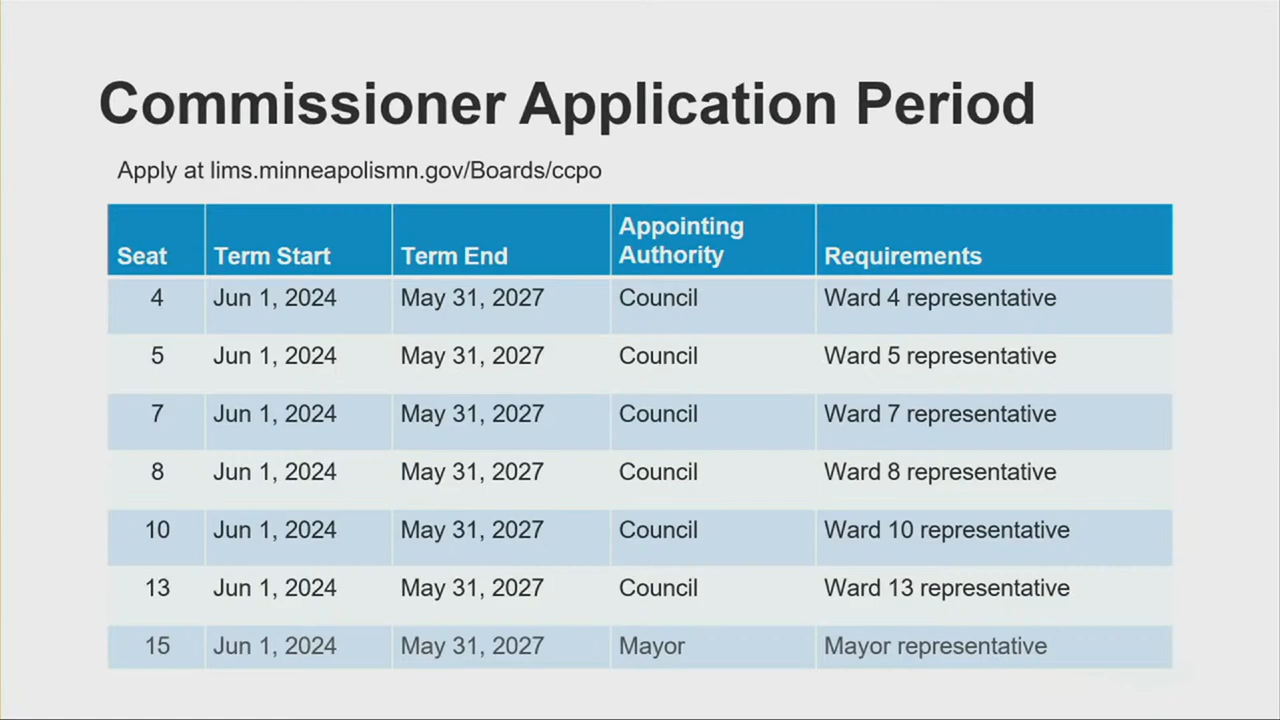 Commissioner Application Period
Apply at lims.minneapolismn.gov/Boards/ccpo
Seat Term Start Term End Appointing Authority Requirements
4 Jun 1, 2024 May 31, 2027 Council Ward 4 representative
5 Jun 1, 2024 May 31, 2027 Council Ward 5 representative
7 Jun 1, 2024 May 31, 2027 Council Ward 7 representative
8 Jun 1, 2024 May 31, 2027 Council Ward 8 representative
10 Jun 1, 2024 May 31, 2027 Council Ward 10 representative
13 Jun 1, 2024 May 31, 2027 Council Ward 13 representative
15 Jun 1, 2024 May 31, 2027 Mayor Mayor representative